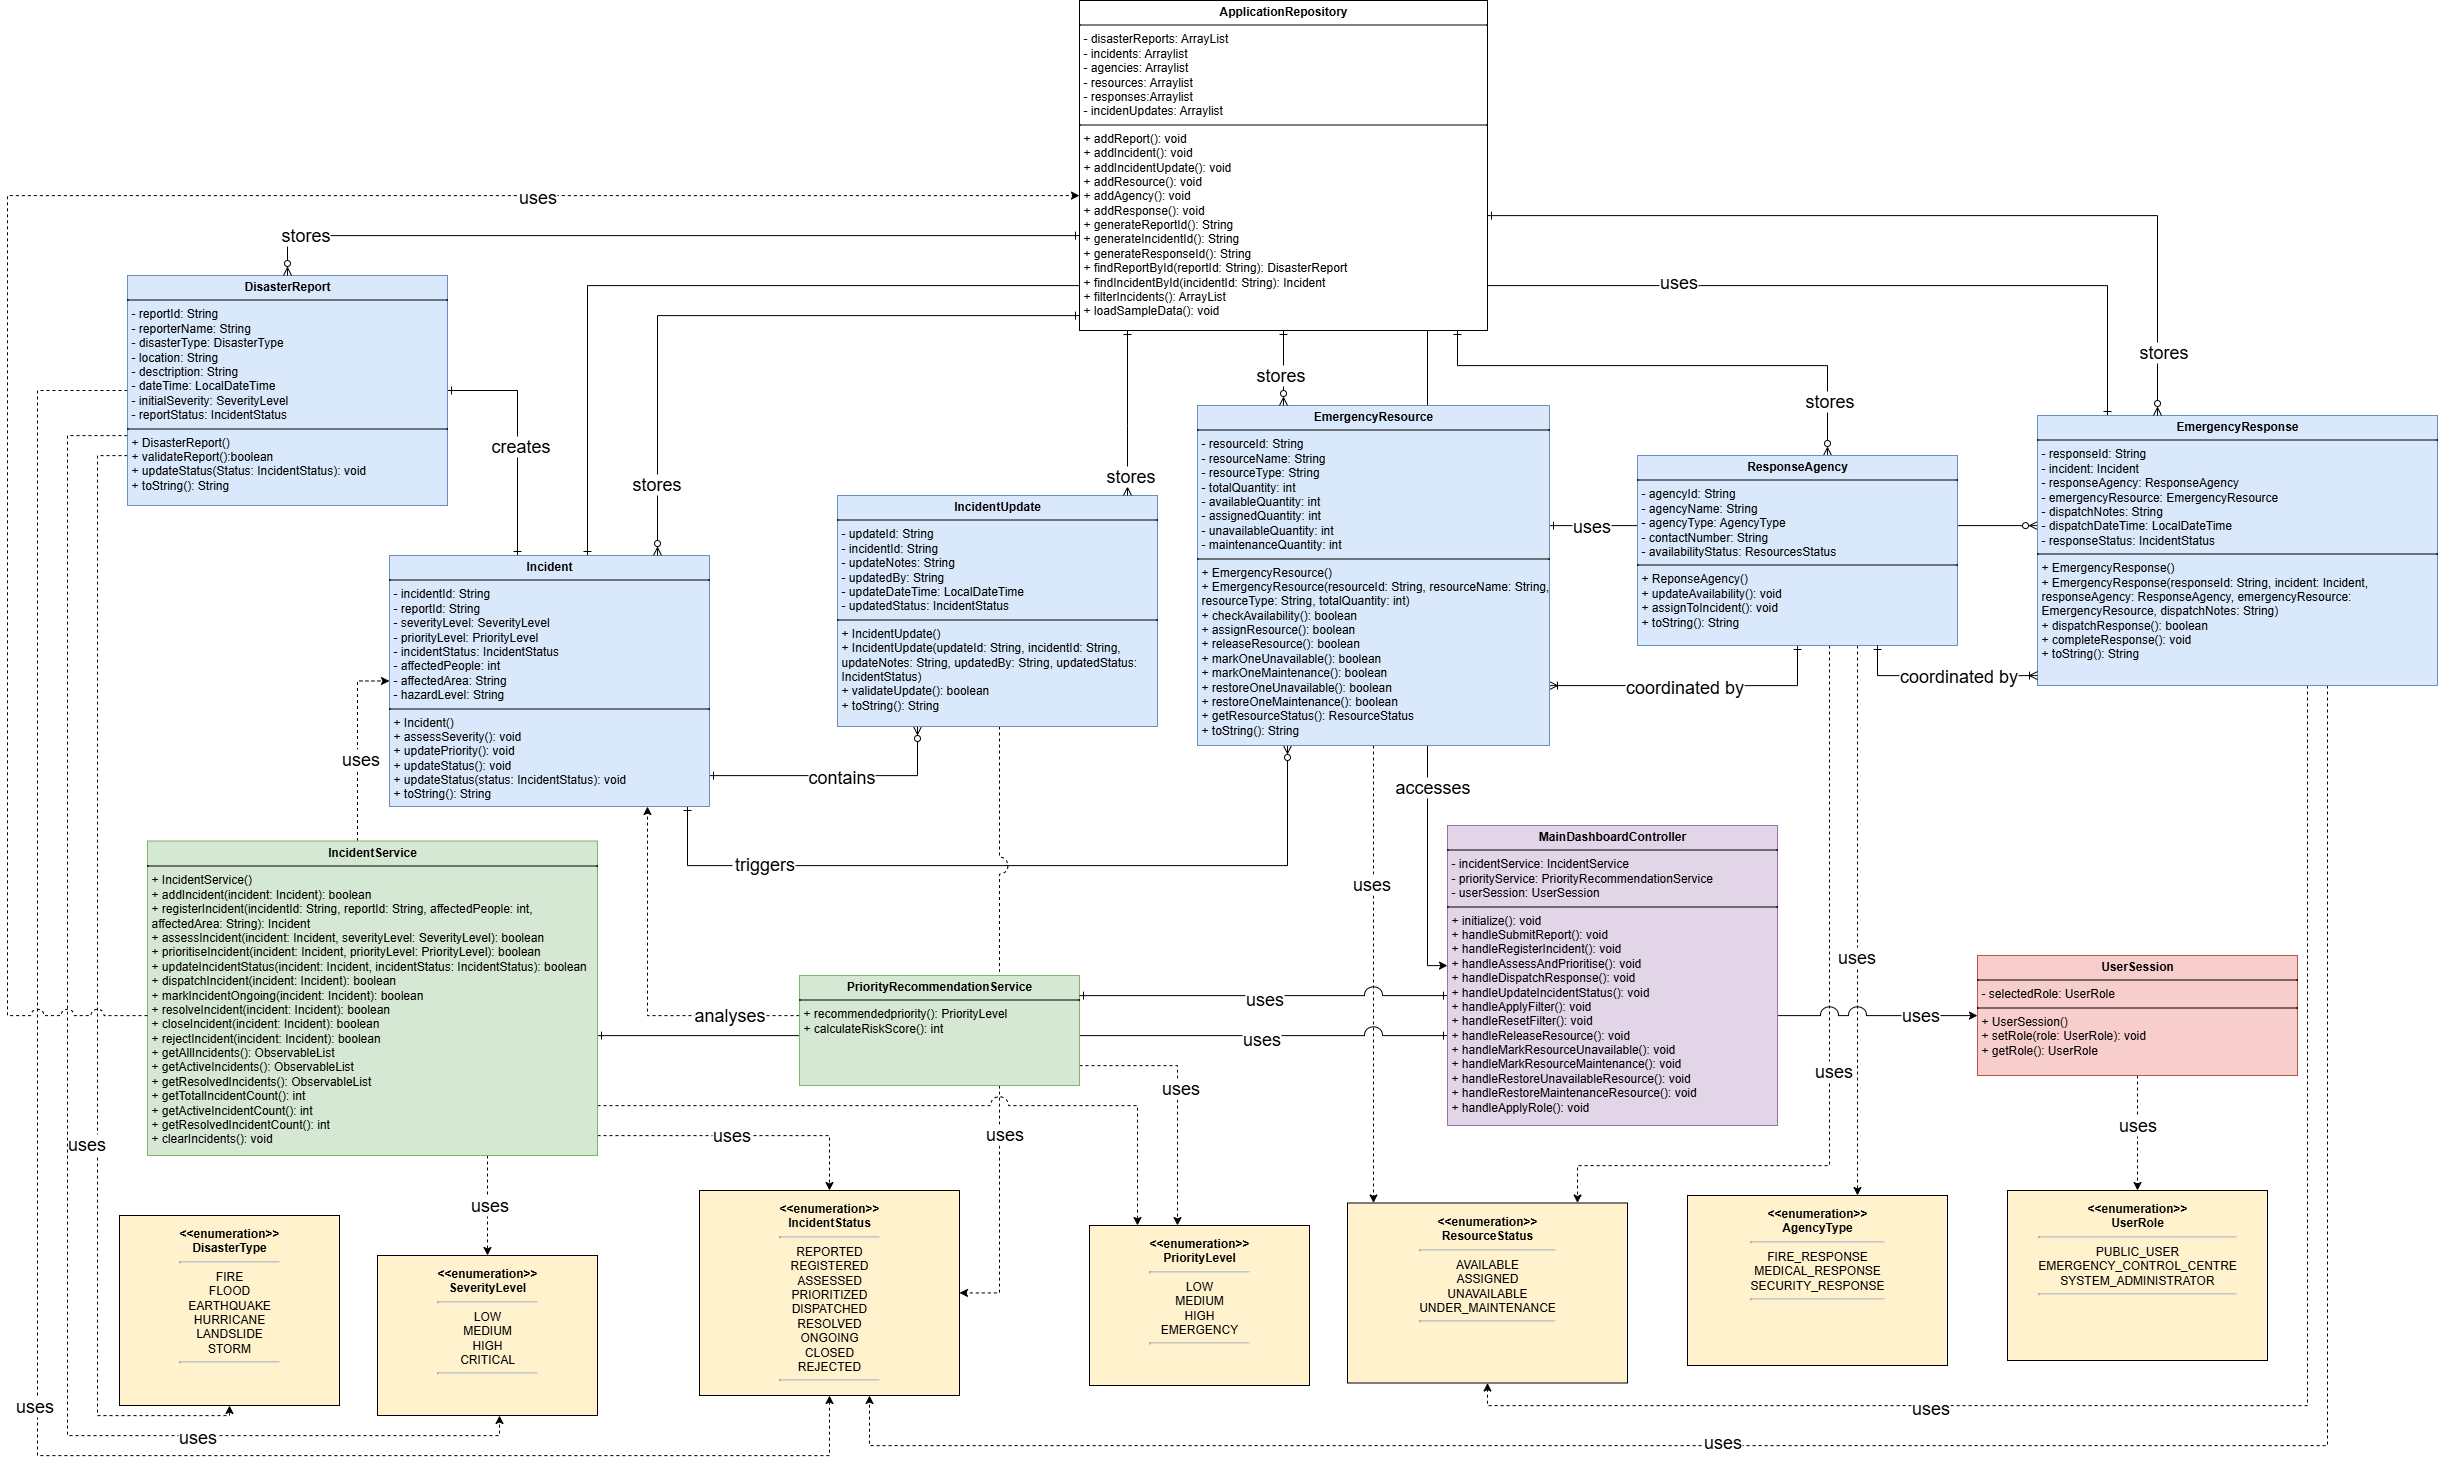 ApplicationRepository
- disasterReports: ArrayList
- incidents: Arraylist
- agencies: Arraylist
- resources: Arraylist
- responses:Arraylist
- incidenUpdates: Arraylist
+ addReport(): void
+ addIncident(): void
+ addIncidentUpdate(): void
+ addResource(): void
+ addAgency(): void
+ addResponse(): void
+ generateReportId(): String
+ generateIncidentId(): String
+ generateResponseId(): String
+ findReportById(reportId: String): DisasterReport
+ findIncidentById(incidentId: String): Incident
+ filterIncidents(): ArrayList
+ loadSampleData(): void
uses
stores
uses
stores
stores
stores
stores
stores
creates
DisasterReport
- reportId: String
- reporterName: String
- disasterType: DisasterType
- location: String
- desctription: String
- dateTime: LocalDateTime
- initialSeverity: SeverityLevel
- reportStatus: IncidentStatus
+ DisasterReport()
+ validateReport():boolean
+ updateStatus(Status: IncidentStatus): void
+ toString(): String
Incident
- incidentId: String
- reportId: String
- severityLevel: SeverityLevel
- priorityLevel: PriorityLevel
- incidentStatus: IncidentStatus
- affectedPeople: int
- affectedArea: String
- hazardLevel: String
+ Incident()
+ assessSeverity(): void
+ updatePriority(): void
+ updateStatus(): void
+ updateStatus(status: IncidentStatus): void
+ toString(): String
IncidentUpdate
- updateId: String
- incidentId: String
- updateNotes: String
- updatedBy: String
- updateDateTime: LocalDateTime
- updatedStatus: IncidentStatus
+ IncidentUpdate()
+ IncidentUpdate(updateId: String, incidentId: String,
updateNotes: String, updatedBy: String, updatedStatus:
IncidentStatus)
+ validateUpdate(): boolean
+ toString(): String
EmergencyResource
- resourceId: String
- resourceName: String
- resourceType: String
- totalQuantity: int
- availableQuantity: int
- assignedQuantity: int
- unavailableQuantity: int
- maintenanceQuantity: int
+ EmergencyResource()
+ EmergencyResource(resourceId: String, resourceName: String,
resourceType: String, totalQuantity: int)
+ checkAvailability(): boolean
+ assignResource(): boolean
+ releaseResource(): boolean
+ markOneUnavailable(): boolean
+ markOneMaintenance(): boolean
+ restoreOneUnavailable(): boolean
+ restoreOneMaintenance(): boolean
+ getResourceStatus(): ResourceStatus
+ toString(): String
uses
ResponseAgency
- agencyId: String
- agencyName: String
- agencyType: AgencyType
- contactNumber: String
- availabilityStatus: ResourcesStatus
+ ReponseAgency()
+ updateAvailability(): void
+ assignToIncident(): void
+ toString(): String
EmergencyResponse
- responseId: String
- incident: Incident
- responseAgency: ResponseAgency
- emergencyResource: EmergencyResource
- dispatchNotes: String
- dispatchDateTime: LocalDateTime
- responseStatus: IncidentStatus
+ EmergencyResponse()
+ EmergencyResponse(responseId: String, incident: Incident,
responseAgency: ResponseAgency, emergencyResource:
EmergencyResource, dispatchNotes: String)
+ dispatchResponse(): boolean
+ completeResponse(): void
+ toString(): String
coordinated by
coordinated by
uses
contains
accesses
triggers
uses
IncidentService
+ IncidentService()
+ addIncident(incident: Incident): boolean
+ registerIncident(incidentId: String, reportId: String, affectedPeople: int,
affectedArea: String): Incident
+ assessIncident(incident: Incident, severityLevel: SeverityLevel): boolean
+ prioritiseIncident(incident: Incident, priorityLevel: PriorityLevel): boolean
+ updateIncidentStatus(incident: Incident, incidentStatus: IncidentStatus): boolean
+ dispatchIncident(incident: Incident): boolean
+ markIncidentOngoing(incident: Incident): boolean
+ resolveIncident(incident: Incident): boolean
+ closeIncident(incident: Incident): boolean
+ rejectIncident(incident: Incident): boolean
+ getAllIncidents(): ObservableList
+ getActiveIncidents(): ObservableList
+ getResolvedIncidents(): ObservableList
+ getTotalIncidentCount(): int
+ getActiveIncidentCount(): int
+ getResolvedIncidentCount(): int
+ clearIncidents(): void
analyses
PriorityRecommendationService
+ recommendedpriority(): PriorityLevel
+ calculateRiskScore(): int
uses
uses
MainDashboardController
- incidentService: IncidentService
- priorityService: PriorityRecommendationService
- userSession: UserSession
+ initialize(): void
+ handleSubmitReport(): void
+ handleRegisterIncident(): void
+ handleAssessAndPrioritise(): void
+ handleDispatchResponse(): void
+ handleUpdateIncidentStatus(): void
+ handleApplyFilter(): void
+ handleResetFilter(): void
+ handleReleaseResource(): void
+ handleMarkResourceUnavailable(): void
+ handleMarkResourceMaintenance(): void
+ handleRestoreUnavailableResource(): void
+ handleRestoreMaintenanceResource(): void
+ handleApplyRole(): void
uses
uses
uses
UserSession
- selectedRole: UserRole
+ UserSession()
+ setRole(role: UserRole): void
+ getRole(): UserRole
uses
uses
uses
uses
uses
uses
<<enumeration>>
DisasterType
FIRE
FLOOD
EARTHQUAKE
HURRICANE
LANDSLIDE
STORM
<<enumeration>>
SeverityLevel
LOW
MEDIUM
HIGH
CRITICAL
<<enumeration>>
IncidentStatus
REPORTED
REGISTERED
ASSESSED
PRIORITIZED
DISPATCHED
RESOLVED
ONGOING
CLOSED
REJECTED
<<enumeration>>
PriorityLevel
LOW
MEDIUM
HIGH
EMERGENCY
<<enumeration>>
ResourceStatus
AVAILABLE
ASSIGNED
UNAVAILABLE
UNDER_MAINTENANCE
<<enumeration>>
AgencyType
FIRE_RESPONSE
MEDICAL_RESPONSE
SECURITY_RESPONSE
<<enumeration>>
UserRole
PUBLIC_USER
EMERGENCY_CONTROL_CENTRE
SYSTEM_ADMINISTRATOR
uses
uses
uses
uses